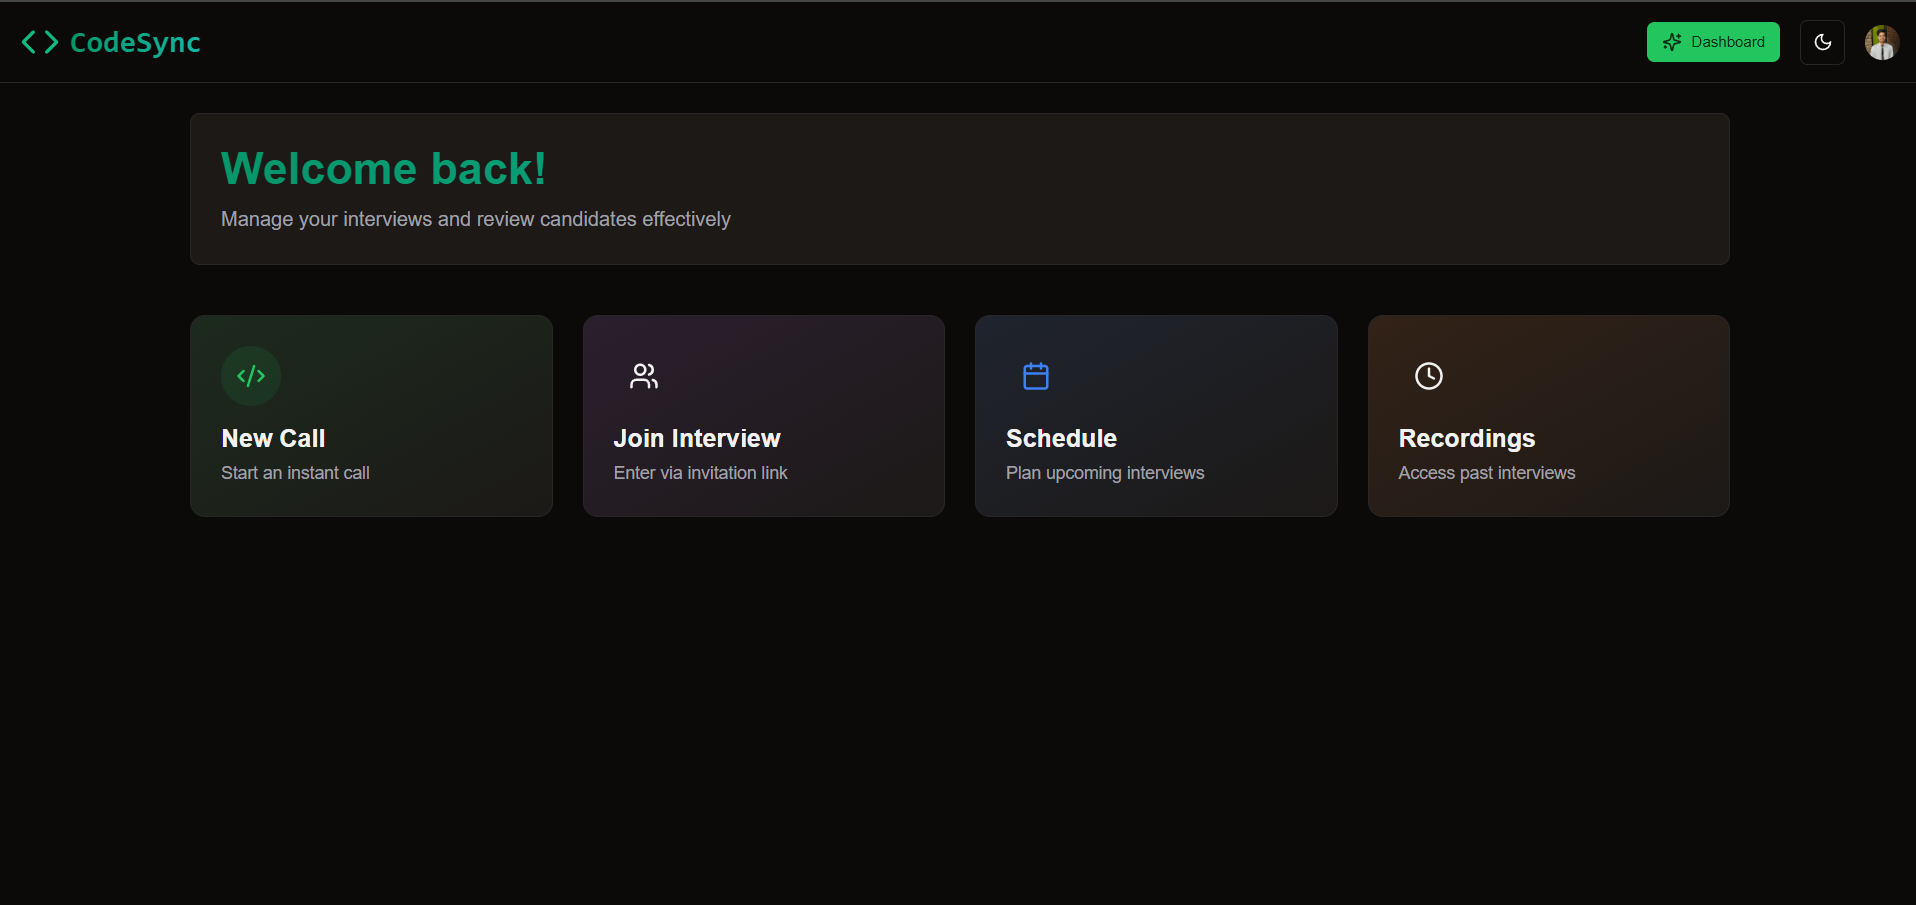 CodeSync
Dashboard
Welcome back!
Manage your interviews and review candidates effectively
New Call
Start an instant call
Join Interview
Enter via invitation link
Schedule
Plan upcoming interviews
Recordings
Access past interviews